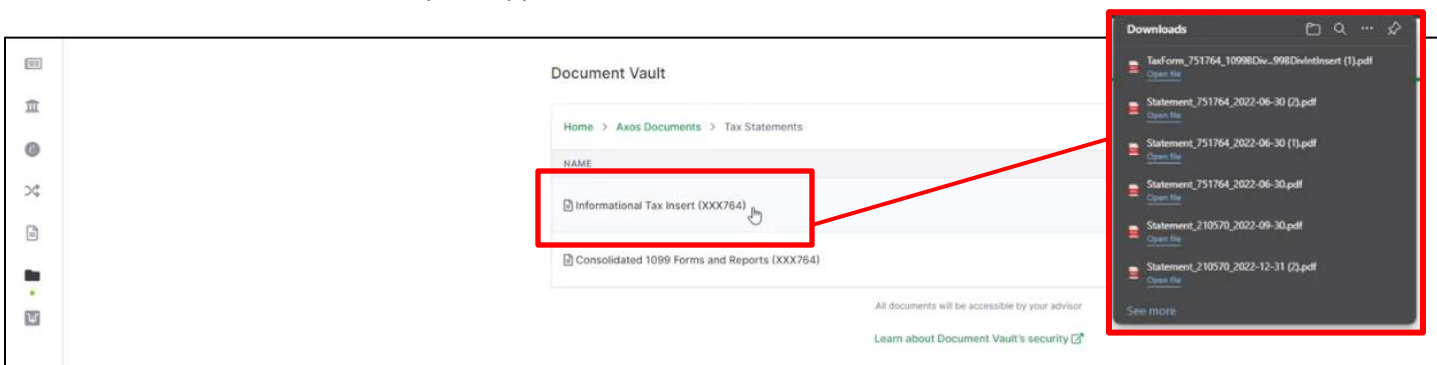 Document Vault
Home > Axos Documents > Tax Statements
NAME
Informational Tax Insert (XXX764)
Consolidated 1099 Forms and Reports (XXX764)
All documents will be accessible by your advisor
Learn about Document Vault's security
Downloads
TaxForm_751764_1099BDiv...99BDivIntInsert (1).pdf
Open file
Statement_751764_2022-06-30 (2).pdf
Open file
Statement_751764_2022-06-30 (1).pdf
Open file
Statement_751764_2022-06-30.pdf
Open file
Statement_210570_2022-09-30.pdf
Open file
Statement_210570_2022-12-31 (2).pdf
Open file
See more